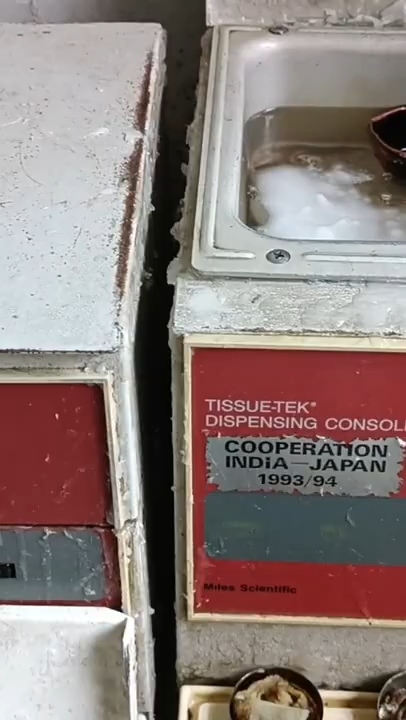 TISSUE-TEK®
DISPENSING CONSOL
COOPERATION
INDiA—JAPAN
1993/94
Miles Scientific